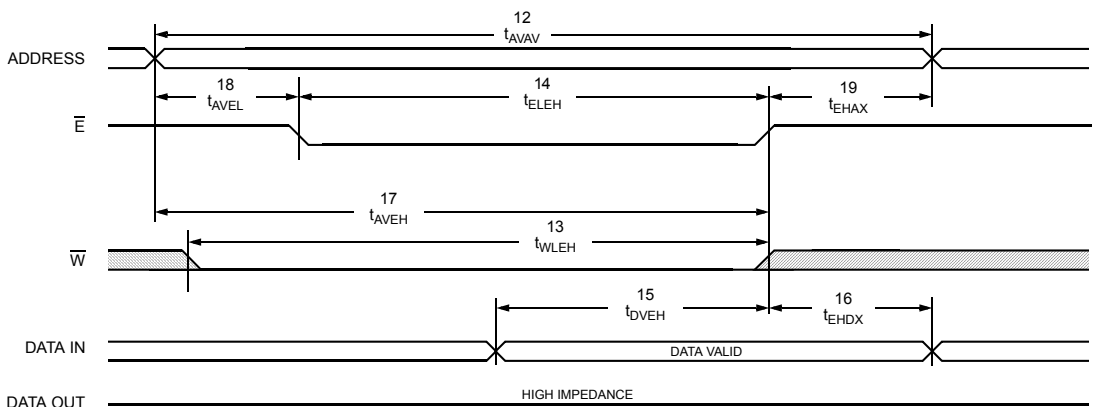 12
tAVAV
ADDRESS
18
tAVEL
14
tELEH
19
tEHAX
E
17
tAVEH
13
tWLEH
W
15
tDVEH
16
tEHDX
DATA IN
DATA VALID
HIGH IMPEDANCE
DATA OUT